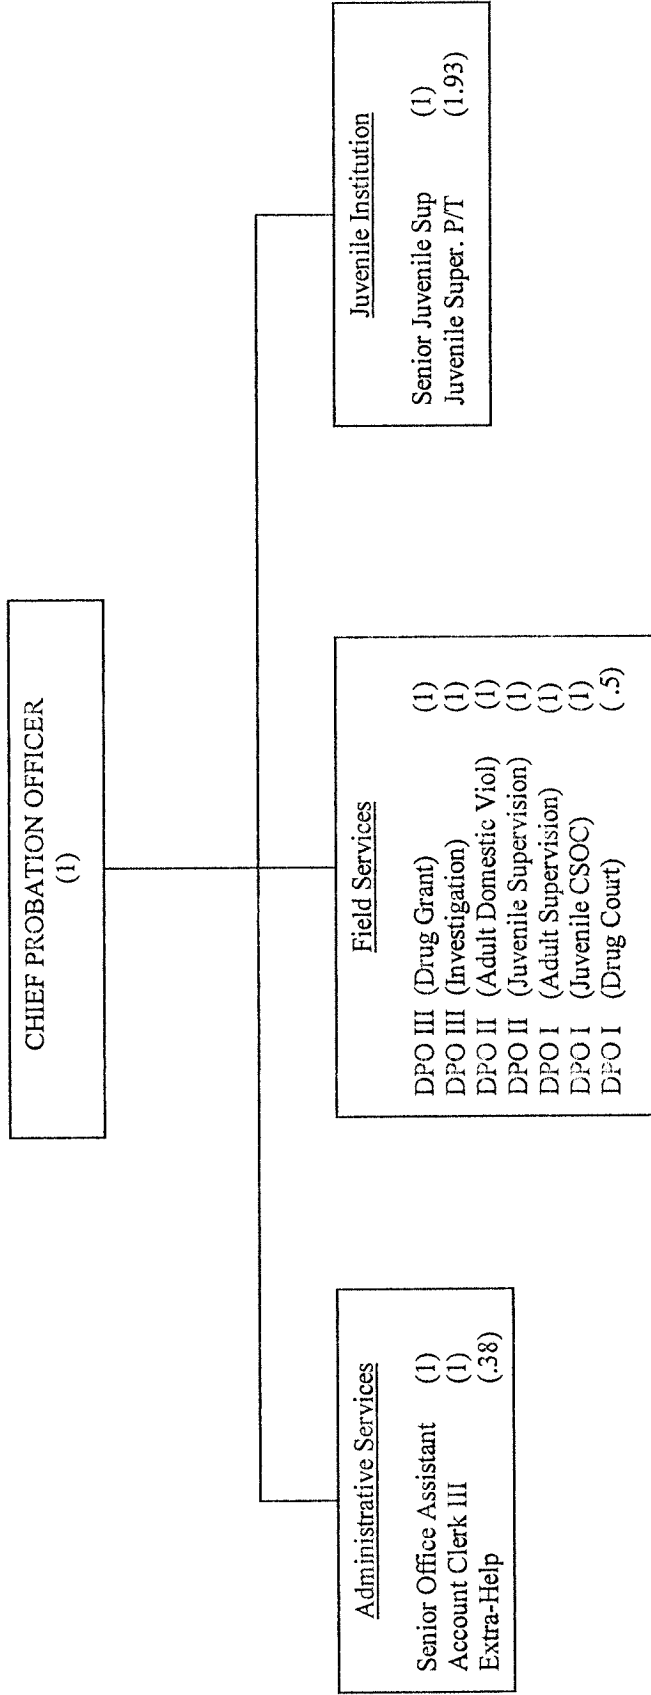 CHIEF PROBATION OFFICER
(1)
Administrative Services
Senior Office Assistant (1)
Account Clerk III (1)
Extra-Help (.38)
Field Services
DPO III (Drug Grant) (1)
DPO III (Investigation) (1)
DPO II (Adult Domestic Viol) (1)
DPO II (Juvenile Supervision) (1)
DPO I (Adult Supervision) (1)
DPO I (Juvenile CSOC) (1)
DPO I (Drug Court) ( .5)
Juvenile Institution
Senior Juvenile Sup (1)
Juvenile Super. P/T (1.93)